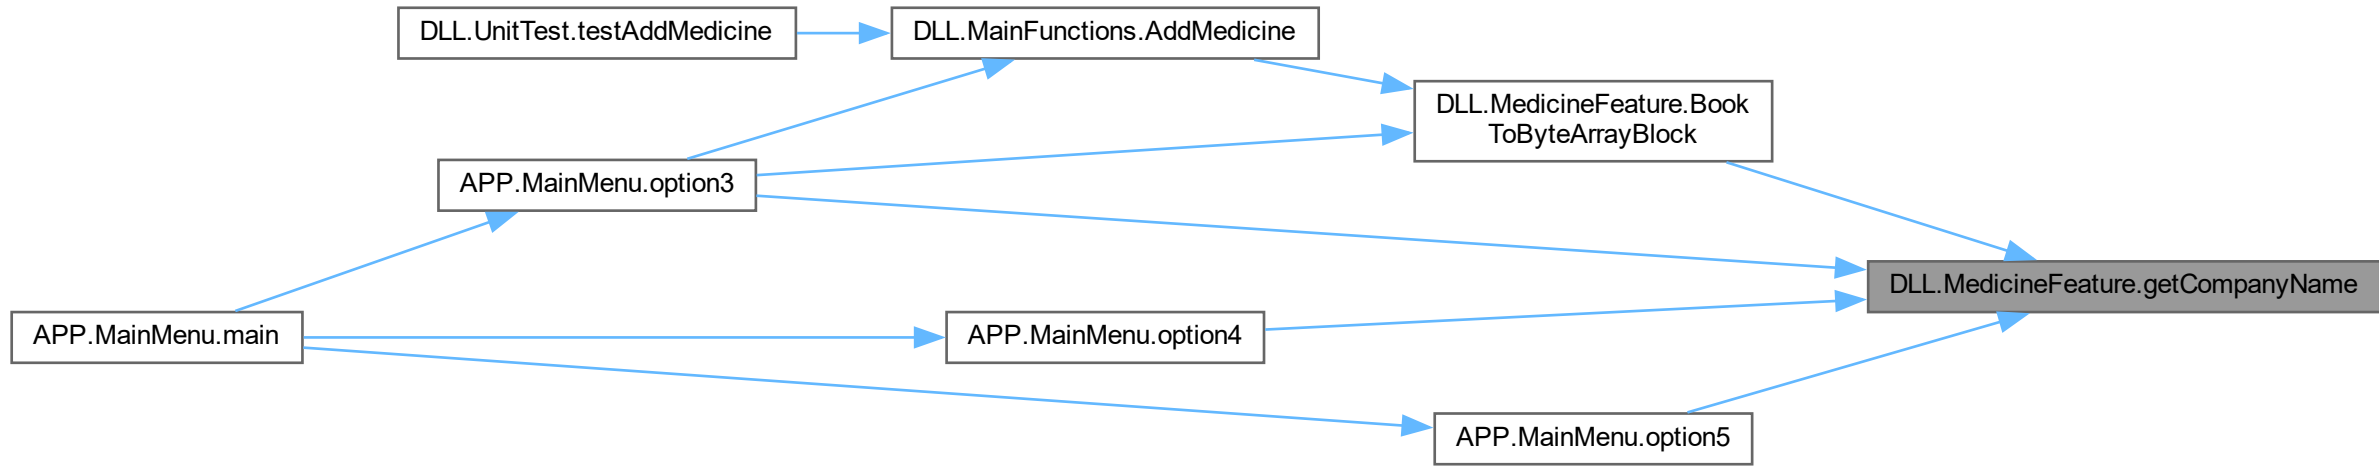 DLL.UnitTest.testAddMedicine
DLL.MainFunctions.AddMedicine
DLL.MedicineFeature.Book
ToByteArrayBlock
APP.MainMenu.option3
DLL.MedicineFeature.getCompanyName
APP.MainMenu.main
APP.MainMenu.option4
APP.MainMenu.option5